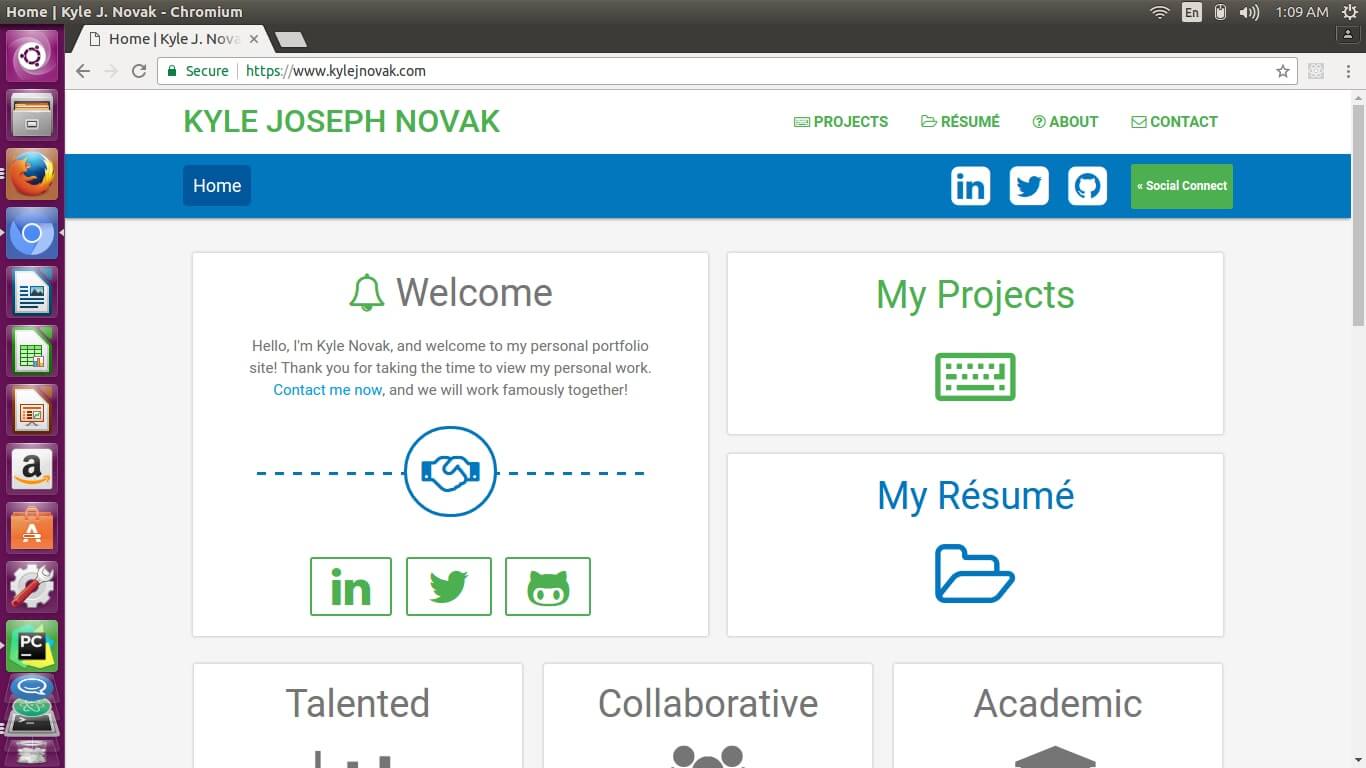 Home | Kyle J. Novak - Chromium
En
1:09 AM
Home | Kyle J. Nova
Secure
https://www.kylejnovak.com
KYLE JOSEPH NOVAK
PROJECTS
RÉSUMÉ
ABOUT
CONTACT
Home
in
« Social Connect
Welcome
Hello, I'm Kyle Novak, and welcome to my personal portfolio
site! Thank you for taking the time to view my personal work.
Contact me now, and we will work famously together!
in
My Projects
My Résumé
Talented
Collaborative
Academic
a
A
PC